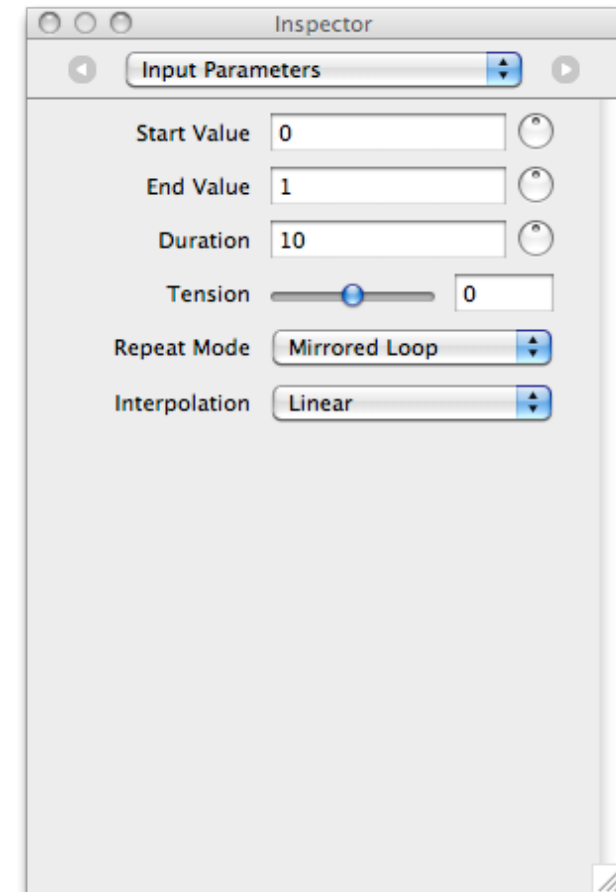 Inspector
Input Parameters
Start Value 0
End Value 1
Duration 10
Tension 0
Repeat Mode Mirrored Loop
Interpolation Linear